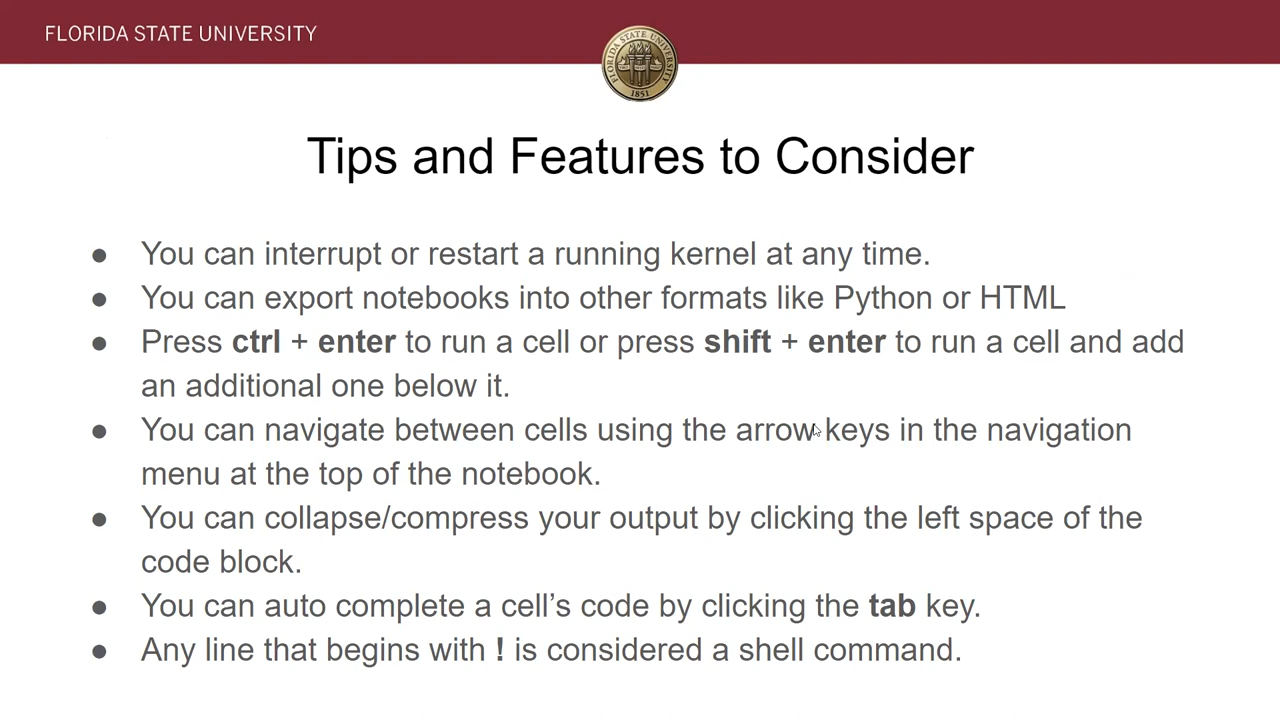 FLORIDA STATE UNIVERSITY
FLORIDA STATE UNIVERSITY
1851
Tips and Features to Consider
● You can interrupt or restart a running kernel at any time.
● You can export notebooks into other formats like Python or HTML
● Press ctrl + enter to run a cell or press shift + enter to run a cell and add
an additional one below it.
● You can navigate between cells using the arrow keys in the navigation
menu at the top of the notebook.
● You can collapse/compress your output by clicking the left space of the
code block.
● You can auto complete a cell’s code by clicking the tab key.
● Any line that begins with ! is considered a shell command.